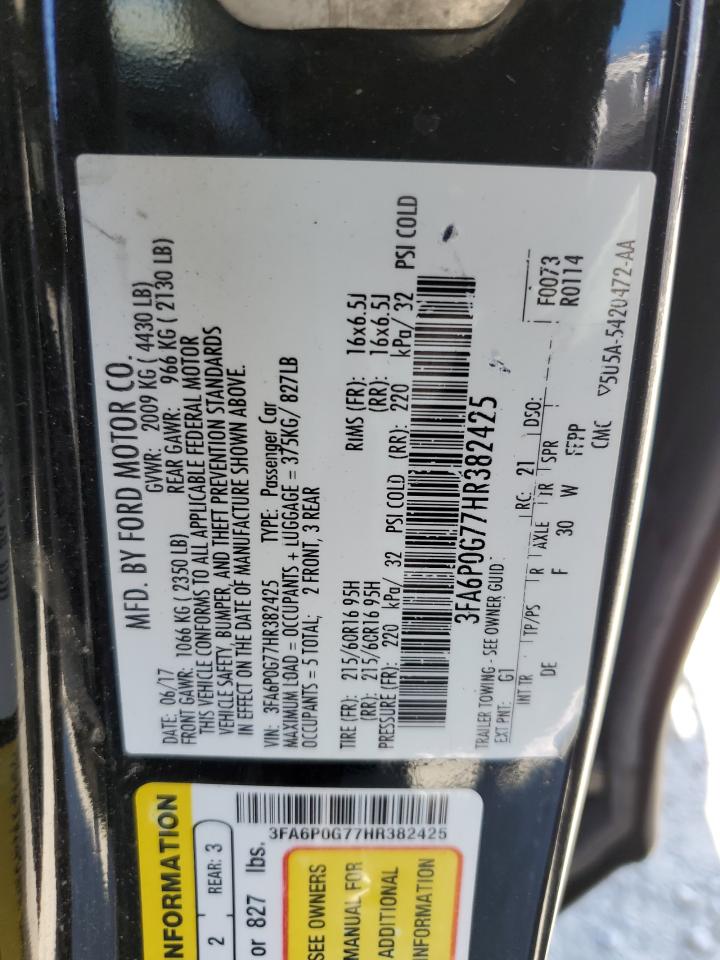 MFD. BY FORD MOTOR CO.
DATE: 06/17 GVWR: 2009 KG ( 4430 LB)
FRONT GAWR: 1066 KG ( 2350 LB) REAR GAWR: 966 KG ( 2130 LB)
THIS VEHICLE CONFORMS TO ALL APPLICABLE FEDERAL MOTOR
VEHICLE SAFETY, BUMPER, AND THEFT PREVENTION STANDARDS
IN EFFECT ON THE DATE OF MANUFACTURE SHOWN ABOVE.
VIN: 3FA6P0G77HR382425 TYPE: Passenger Car
MAXIMUM LOAD = OCCUPANTS + LUGGAGE = 375KG/ 827LB
OCCUPANTS = 5 TOTAL: 2 FRONT, 3 REAR
TIRE (FR): 215/60R16 95H RIMS (FR): 16x6.5J
(RR): 215/60R16 95H (RR): 16x6.5J
PRESSURE (FR): 220 kPa/ 32 PSI COLD (RR): 220 kPa/ 32 PSI COLD
3FA6P0G77HR382425
TRAILER TOWING - SEE OWNER GUID
EXT PNT: G1 RC: 21 DSO: F0073
R0114
INT TR TP/PS R AXLE TR SPR
DE F 30 W FFPP
CMC ▽5U5A-5420472-AA
NFORMATION
2 REAR: 3
or 827 lbs.
3FA6P0G77HR382425
SEE OWNERS
MANUAL FOR
ADDITIONAL
INFORMATION